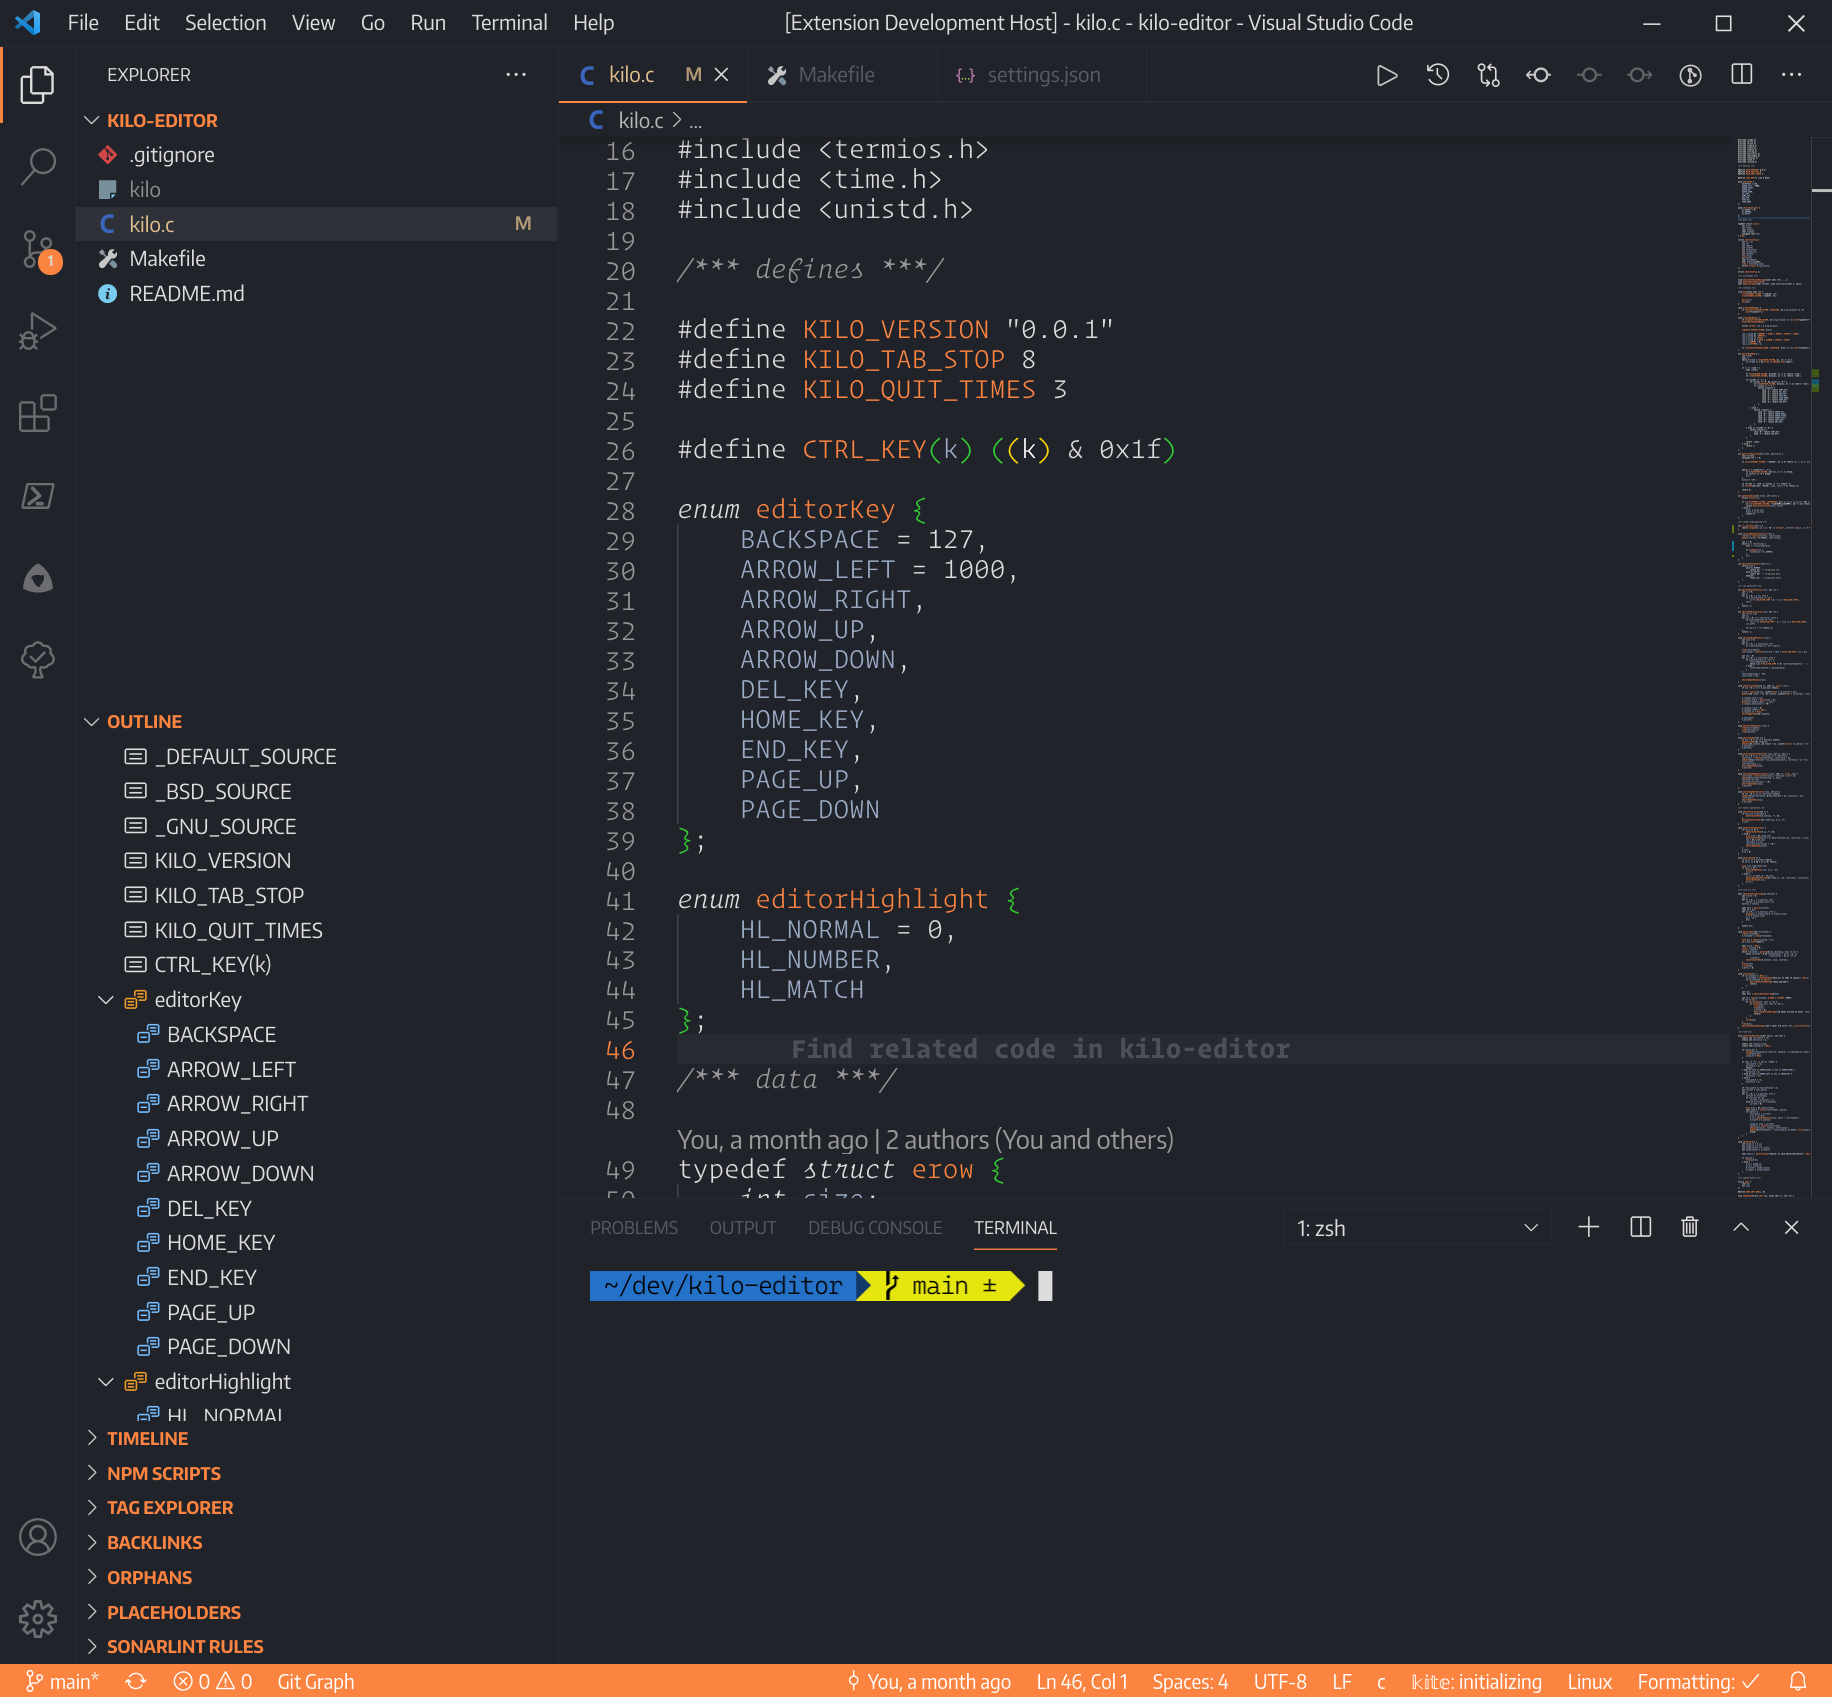 File Edit Selection View Go Run Terminal Help [Extension Development Host] - kilo.c - kilo-editor - Visual Studio Code
EXPLORER
KILO-EDITOR
.gitignore
kilo
kilo.c M
Makefile
README.md
1
OUTLINE
_DEFAULT_SOURCE
_BSD_SOURCE
_GNU_SOURCE
KILO_VERSION
KILO_TAB_STOP
KILO_QUIT_TIMES
CTRL_KEY(k)
editorKey
BACKSPACE
ARROW_LEFT
ARROW_RIGHT
ARROW_UP
ARROW_DOWN
DEL_KEY
HOME_KEY
END_KEY
PAGE_UP
PAGE_DOWN
editorHighlight
HL_NORMAL
TIMELINE
NPM SCRIPTS
TAG EXPLORER
BACKLINKS
ORPHANS
PLACEHOLDERS
SONARLINT RULES
C kilo.c M Makefile {..} settings.json
C kilo.c > ...
16 #include <termios.h>
17 #include <time.h>
18 #include <unistd.h>
19
20 /*** defines ***/
21
22 #define KILO_VERSION "0.0.1"
23 #define KILO_TAB_STOP 8
24 #define KILO_QUIT_TIMES 3
25
26 #define CTRL_KEY(k) ((k) & 0x1f)
27
28 enum editorKey {
29 BACKSPACE = 127,
30 ARROW_LEFT = 1000,
31 ARROW_RIGHT,
32 ARROW_UP,
33 ARROW_DOWN,
34 DEL_KEY,
35 HOME_KEY,
36 END_KEY,
37 PAGE_UP,
38 PAGE_DOWN
39 };
40
41 enum editorHighlight {
42 HL_NORMAL = 0,
43 HL_NUMBER,
44 HL_MATCH
45 };
46 Find related code in kilo-editor
47 /*** data ***/
48
You, a month ago | 2 authors (You and others)
49 typedef struct erow {
50 int size;
PROBLEMS OUTPUT DEBUG CONSOLE TERMINAL 1: zsh
~/dev/kilo-editor main ±
main* 0 0 Git Graph You, a month ago Ln 46, Col 1 Spaces: 4 UTF-8 LF c kite: initializing Linux Formatting: ✓